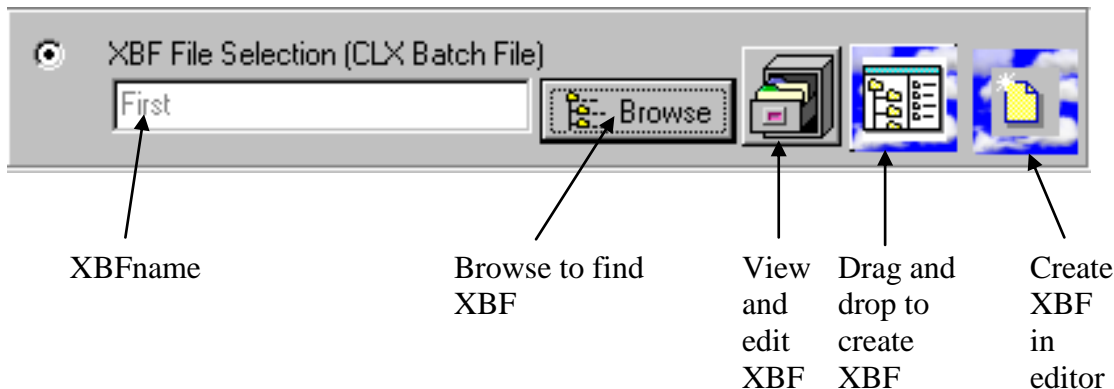 XBF File Selection (CLX Batch File)
First
Browse
XBFname
Browse to find
XBF
View
and
edit
XBF
Drag and
drop to
create
XBF
Create
XBF
in
editor